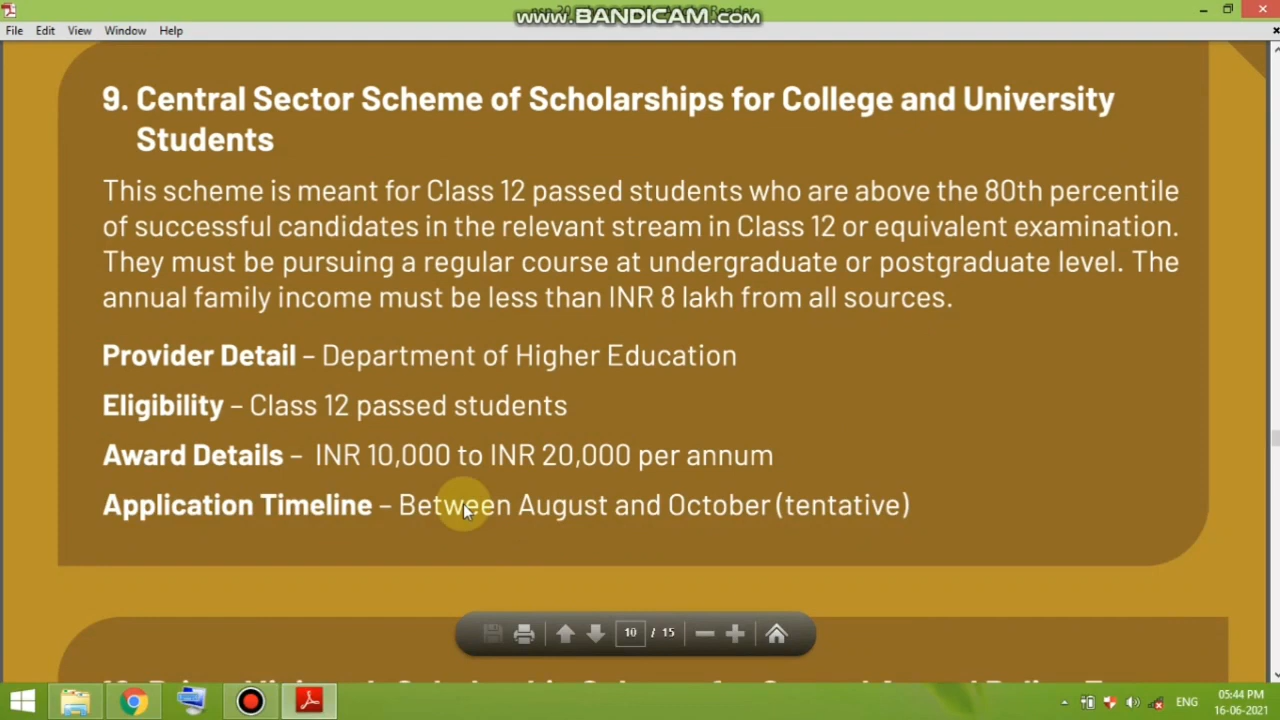 www.BANDICAM.com
File Edit View Window Help
9. Central Sector Scheme of Scholarships for College and University
Students
This scheme is meant for Class 12 passed students who are above the 80th percentile
of successful candidates in the relevant stream in Class 12 or equivalent examination.
They must be pursuing a regular course at undergraduate or postgraduate level. The
annual family income must be less than INR 8 lakh from all sources.
Provider Detail – Department of Higher Education
Eligibility – Class 12 passed students
Award Details – INR 10,000 to INR 20,000 per annum
Application Timeline – Between August and October (tentative)
10 / 15
ENG
05:44 PM
16-06-2021